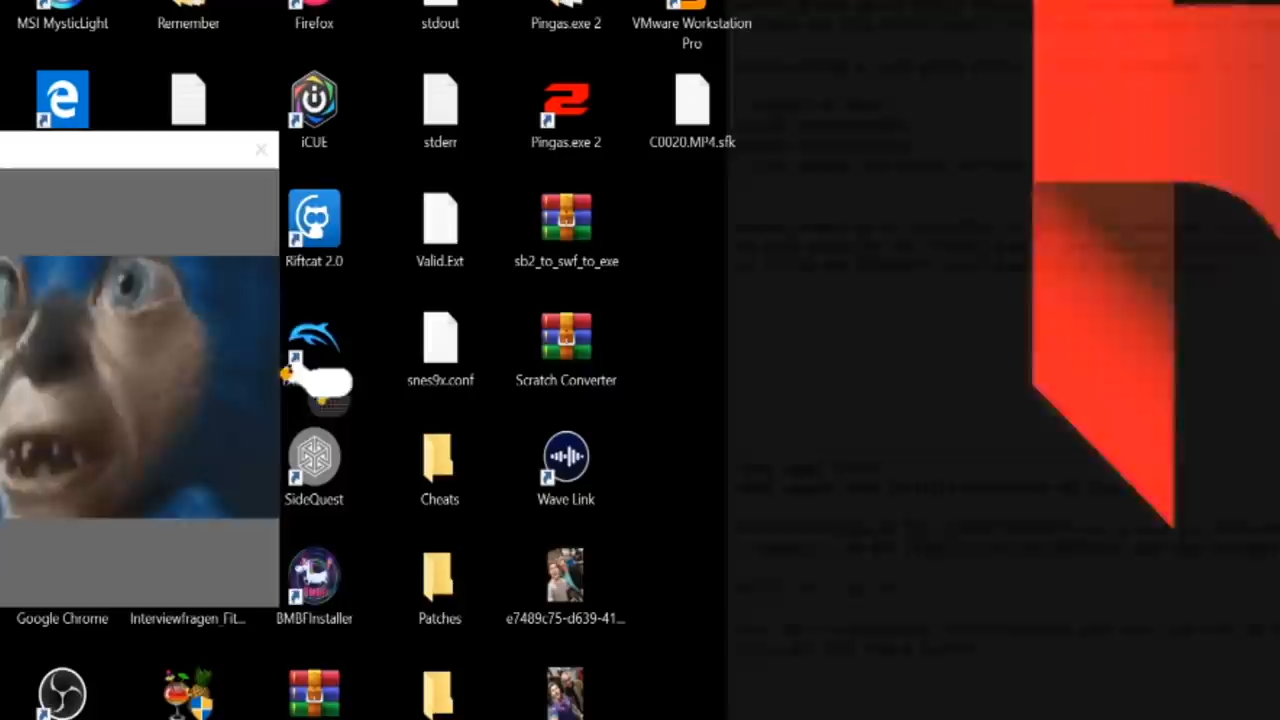 MSI MysticLight
Remember
Firefox
stdout
Pingas.exe 2
VMware Workstation
Pro
iCUE
stderr
Pingas.exe 2
C0020.MP4.sfk
Riftcat 2.0
Valid.Ext
sb2_to_swf_to_exe
snes9x.conf
Scratch Converter
SideQuest
Cheats
Wave Link
Google Chrome
Interviewfragen_Fit...
BMBFInstaller
Patches
e7489c75-d639-41...